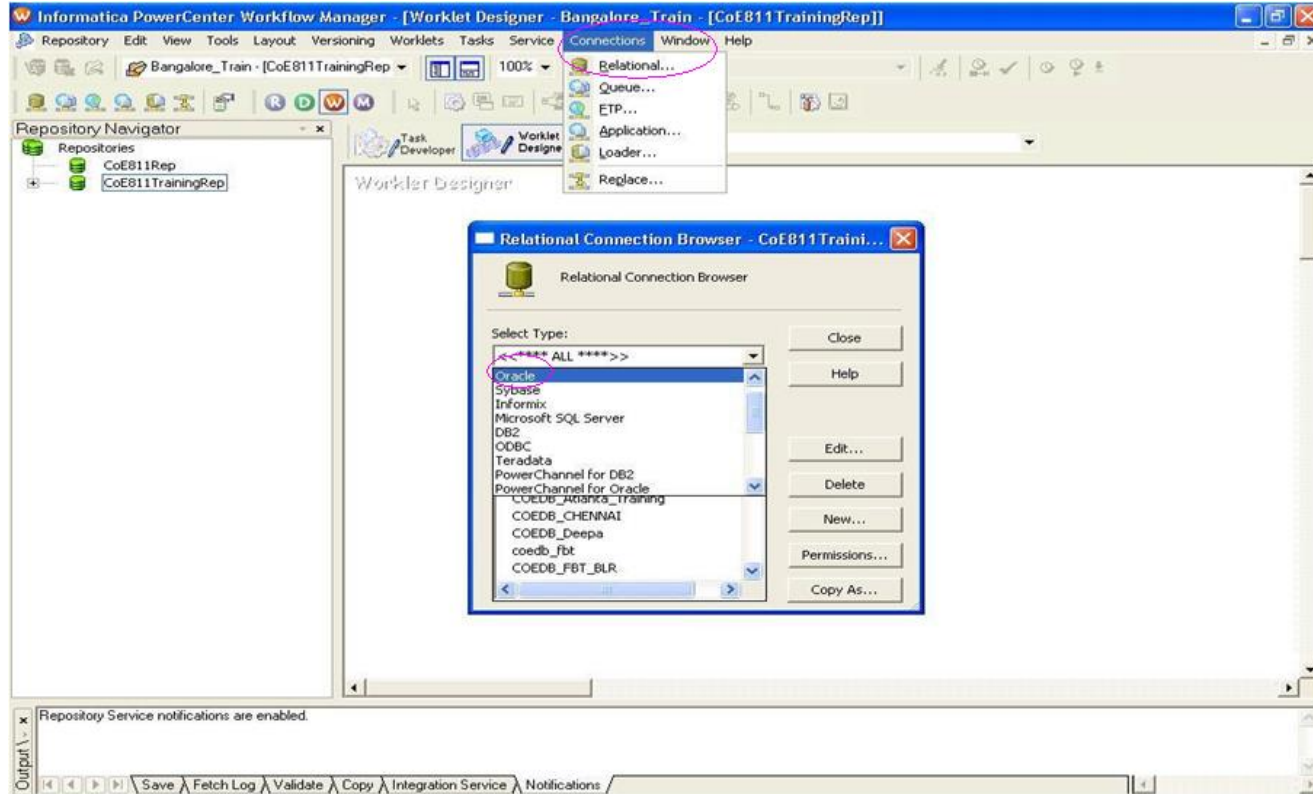 Informatica PowerCenter Workflow Manager - [Worklet Designer - Bangalore_Train - [CoE811TrainingRep]]
Repository Edit View Tools Layout Versioning Worklets Tasks Service Connections Window Help
Bangalore_Train - [CoE811TrainingRep
100%
Relational...
Queue...
FTP...
Application...
Loader...
Replace...
R D W M
Repository Navigator
Repositories
CoE811Rep
CoE811TrainingRep
Task Developer
Worklet Designe
Worklet Designer
Relational Connection Browser - CoE811Traini...
Relational Connection Browser
Select Type:
<<**** ALL ****>>
Oracle
Sybase
Informix
Microsoft SQL Server
DB2
ODBC
Teradata
PowerChannel for DB2
PowerChannel for Oracle
COEDB_Atlanta_Training
COEDB_CHENNAI
COEDB_Deepa
coedb_fbt
COEDB_FBT_BLR
Close
Help
Edit...
Delete
New...
Permissions...
Copy As...
Repository Service notifications are enabled.
Output
Save Fetch Log Validate Copy Integration Service Notifications